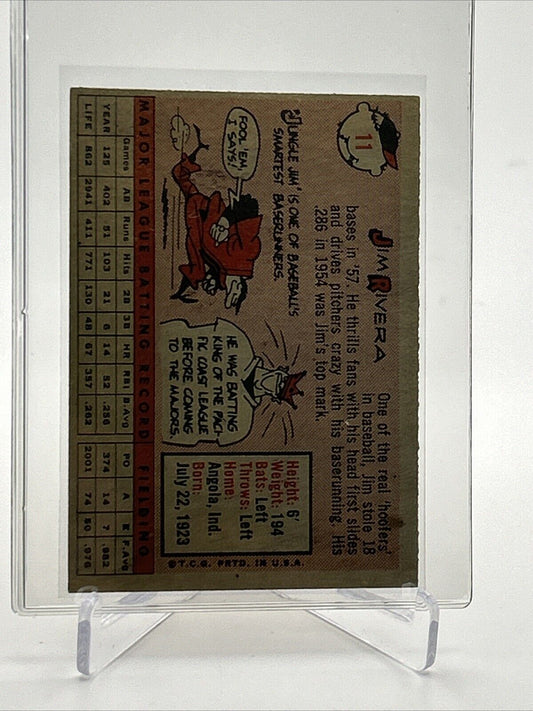 11
JIM RIVERA
One of the real 'hoofers'
in baseball, Jim stole 18
bases in '57. He thrills fans with his head first slides
and drives pitchers crazy with his baserunning. His
.286 in 1954 was Jim's top mark.
"JUNGLE JIM" IS ONE OF BASEBALL'S
SMARTEST BASERUNNERS.
FOOL 'EM,
I SAYS!
HE WAS BATTING
KING OF THE PACI-
FIC COAST LEAGUE
BEFORE COMING
TO THE MAJORS.
Height: 6'
Weight: 194
Bats: Left
Throws: Left
Home:
Angola, Ind.
Born:
July 22, 1923
©T.C.G. PRTD. IN U.S.A.
MAJOR LEAGUE BATTING RECORD FIELDING
Games AB Runs Hits 2B 3B HR RBI B.Avg PO A E F.Avg
YEAR 125 402 51 103 21 6 14 52 .256 374 14 7 .982
LIFE 862 2941 411 771 130 48 67 357 .262 2001 74 50 .976